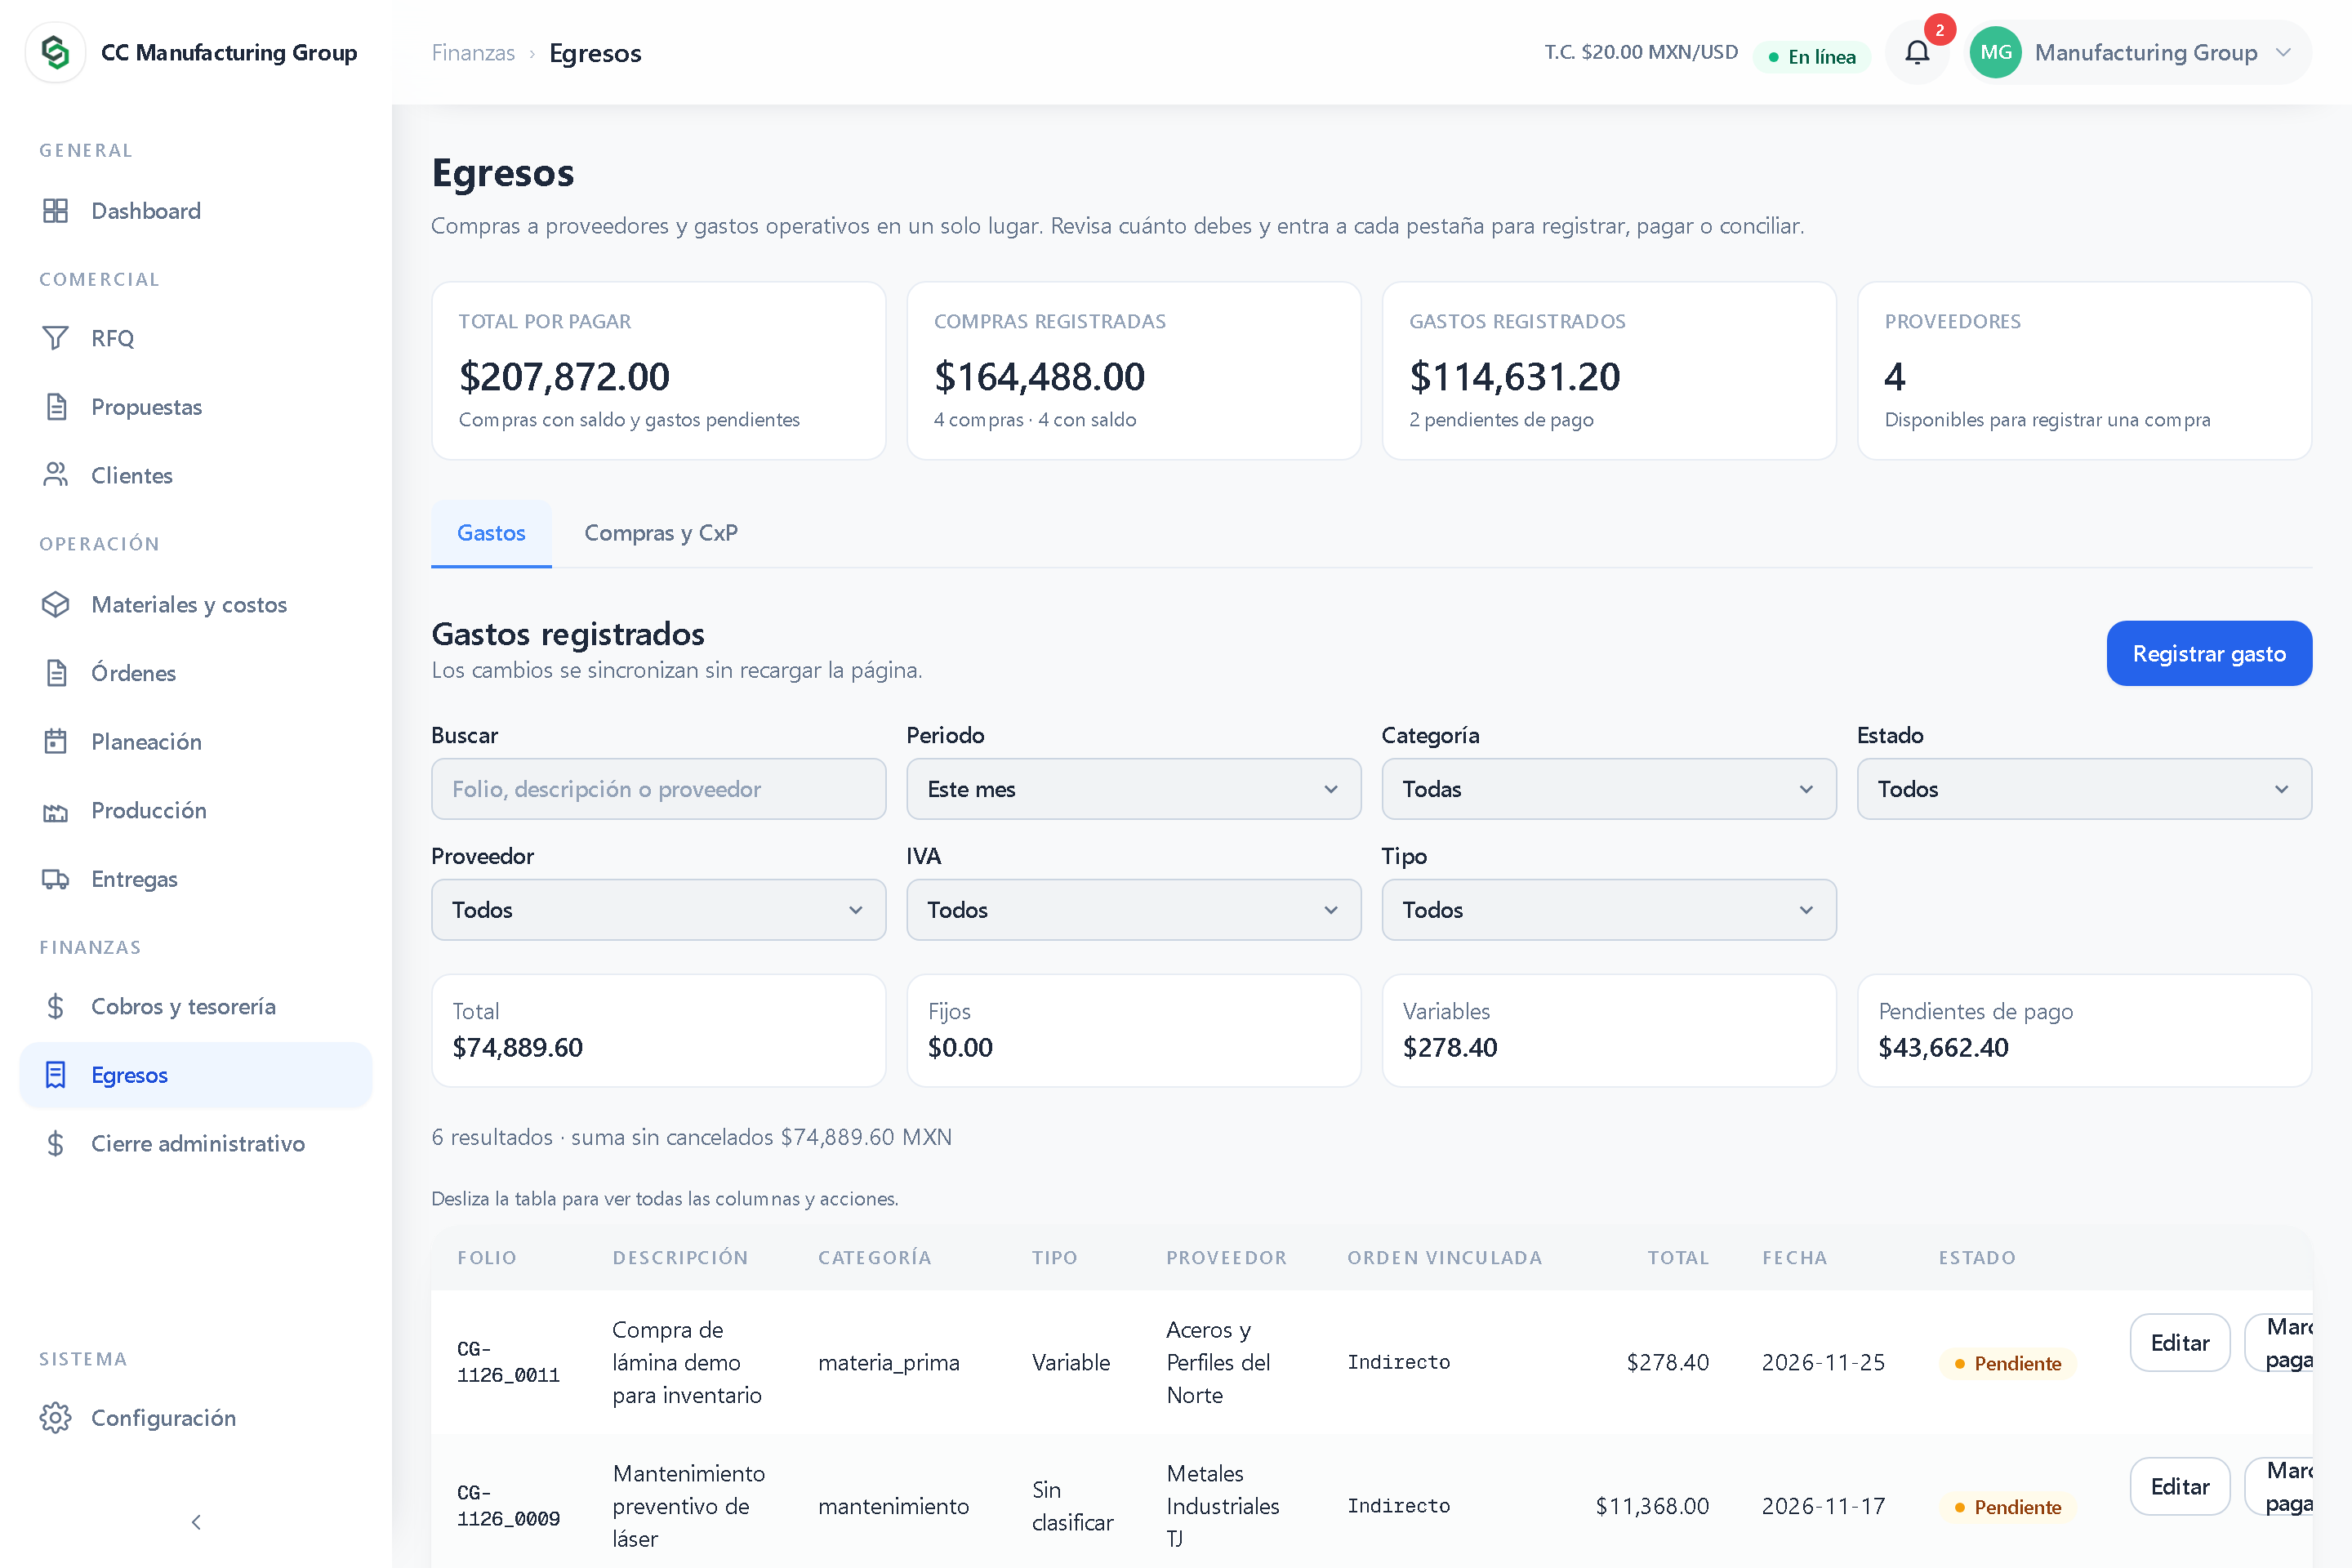 CC Manufacturing Group
Finanzas › Egresos
T.C. $20.00 MXN/USD
En línea
2
MG
Manufacturing Group
GENERAL
Dashboard
COMERCIAL
RFQ
Propuestas
Clientes
OPERACIÓN
Materiales y costos
Órdenes
Planeación
Producción
Entregas
FINANZAS
Cobros y tesorería
Egresos
Cierre administrativo
SISTEMA
Configuración
Egresos
Compras a proveedores y gastos operativos en un solo lugar. Revisa cuánto debes y entra a cada pestaña para registrar, pagar o conciliar.
TOTAL POR PAGAR
$207,872.00
Compras con saldo y gastos pendientes
COMPRAS REGISTRADAS
$164,488.00
4 compras · 4 con saldo
GASTOS REGISTRADOS
$114,631.20
2 pendientes de pago
PROVEEDORES
4
Disponibles para registrar una compra
Gastos
Compras y CxP
Gastos registrados
Los cambios se sincronizan sin recargar la página.
Registrar gasto
Buscar
Folio, descripción o proveedor
Periodo
Este mes
Categoría
Todas
Estado
Todos
Proveedor
Todos
IVA
Todos
Tipo
Todos
Total
$74,889.60
Fijos
$0.00
Variables
$278.40
Pendientes de pago
$43,662.40
6 resultados · suma sin cancelados $74,889.60 MXN
Desliza la tabla para ver todas las columnas y acciones.
FOLIO DESCRIPCIÓN CATEGORÍA TIPO PROVEEDOR ORDEN VINCULADA TOTAL FECHA ESTADO
CG-
1126_0011
Compra de
lámina demo
para inventario
materia_prima
Variable
Aceros y
Perfiles del
Norte
Indirecto
$278.40
2026-11-25
Pendiente
Editar
CG-
1126_0009
Mantenimiento
preventivo de
láser
mantenimiento
Sin
clasificar
Metales
Industriales
TJ
Indirecto
$11,368.00
2026-11-17
Pendiente
Editar